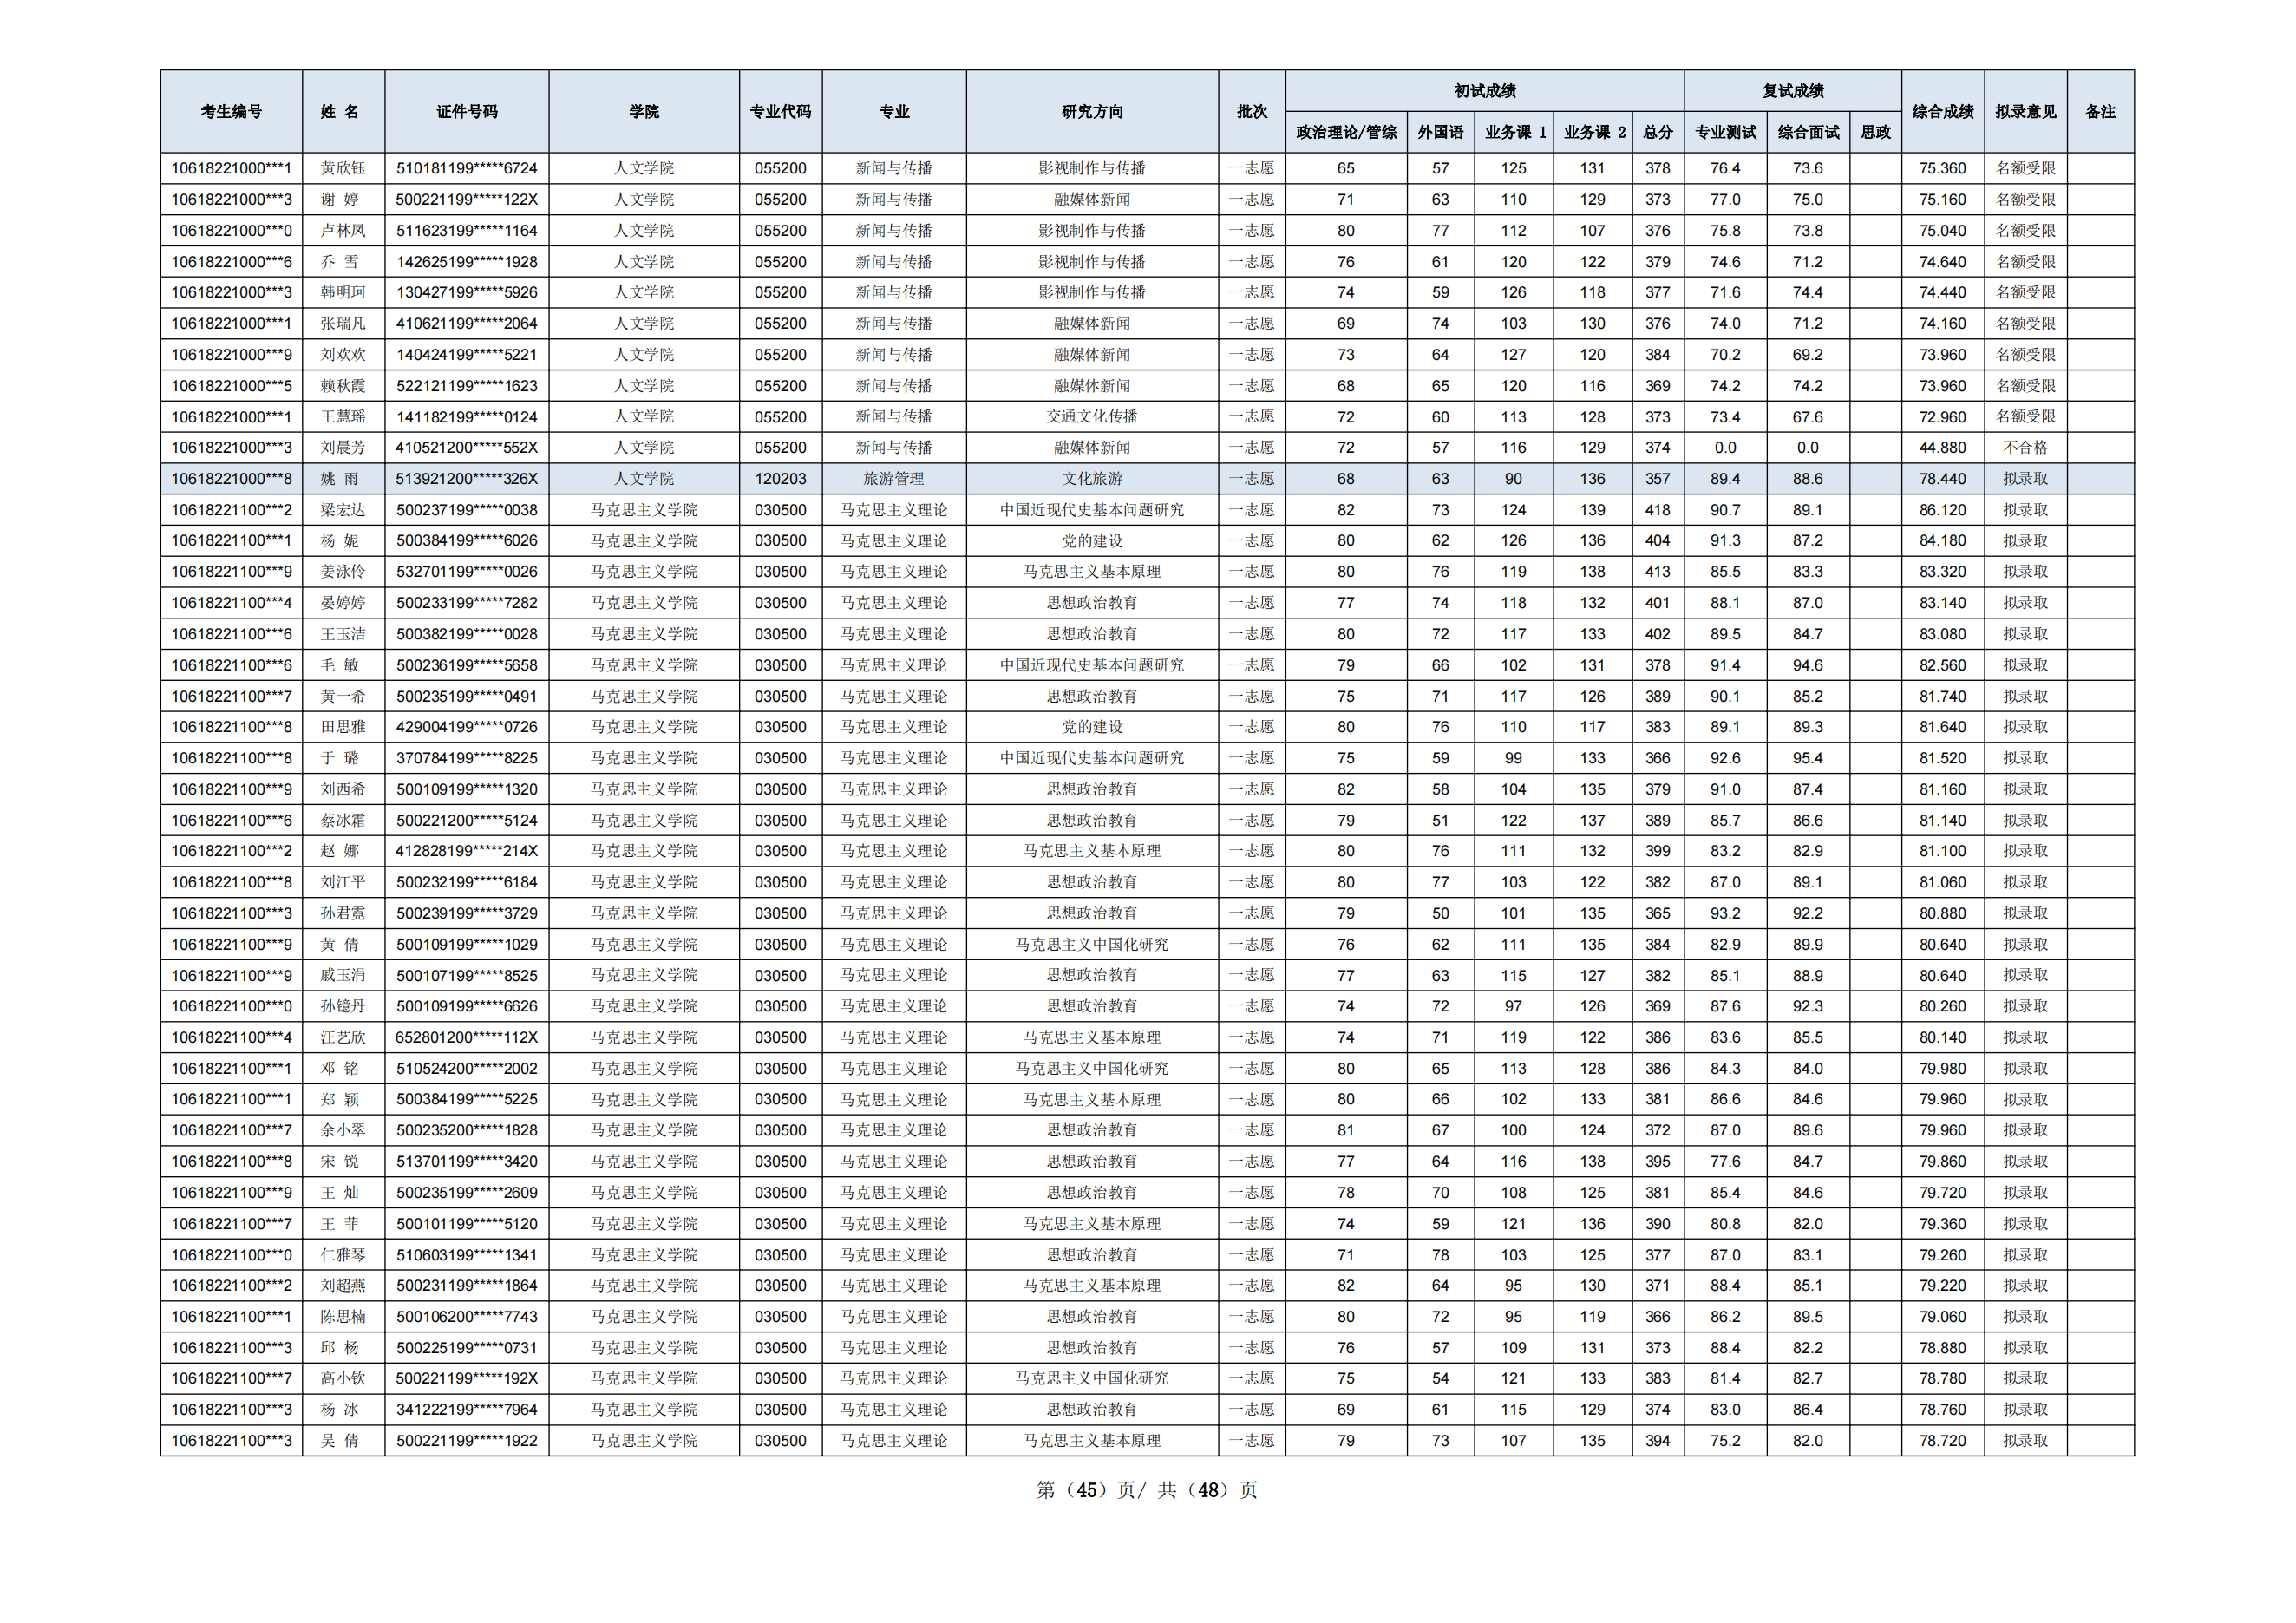 考生编号 姓 名 证件号码 学院 专业代码 专业 研究方向 批次 初试成绩 复试成绩 综合成绩 拟录意见 备注
政治理论/管综 外国语 业务课 1 业务课 2 总分 专业测试 综合面试 思政
10618221000***1 黄欣钰 510181199*****6724 人文学院 055200 新闻与传播 影视制作与传播 一志愿 65 57 125 131 378 76.4 73.6 75.360 名额受限
10618221000***3 谢 婷 500221199*****122X 人文学院 055200 新闻与传播 融媒体新闻 一志愿 71 63 110 129 373 77.0 75.0 75.160 名额受限
10618221000***0 卢林凤 511623199*****1164 人文学院 055200 新闻与传播 影视制作与传播 一志愿 80 77 112 107 376 75.8 73.8 75.040 名额受限
10618221000***6 乔 雪 142625199*****1928 人文学院 055200 新闻与传播 影视制作与传播 一志愿 76 61 120 122 379 74.6 71.2 74.640 名额受限
10618221000***3 韩明珂 130427199*****5926 人文学院 055200 新闻与传播 影视制作与传播 一志愿 74 59 126 118 377 71.6 74.4 74.440 名额受限
10618221000***1 张瑞凡 410621199*****2064 人文学院 055200 新闻与传播 融媒体新闻 一志愿 69 74 103 130 376 74.0 71.2 74.160 名额受限
10618221000***9 刘欢欢 140424199*****5221 人文学院 055200 新闻与传播 融媒体新闻 一志愿 73 64 127 120 384 70.2 69.2 73.960 名额受限
10618221000***5 赖秋霞 522121199*****1623 人文学院 055200 新闻与传播 融媒体新闻 一志愿 68 65 120 116 369 74.2 74.2 73.960 名额受限
10618221000***1 王慧瑶 141182199*****0124 人文学院 055200 新闻与传播 交通文化传播 一志愿 72 60 113 128 373 73.4 67.6 72.960 名额受限
10618221000***3 刘晨芳 410521200*****552X 人文学院 055200 新闻与传播 融媒体新闻 一志愿 72 57 116 129 374 0.0 0.0 44.880 不合格
10618221000***8 姚 雨 513921200*****326X 人文学院 120203 旅游管理 文化旅游 一志愿 68 63 90 136 357 89.4 88.6 78.440 拟录取
10618221100***2 梁宏达 500237199*****0038 马克思主义学院 030500 马克思主义理论 中国近现代史基本问题研究 一志愿 82 73 124 139 418 90.7 89.1 86.120 拟录取
10618221100***1 杨 妮 500384199*****6026 马克思主义学院 030500 马克思主义理论 党的建设 一志愿 80 62 126 136 404 91.3 87.2 84.180 拟录取
10618221100***9 姜泳伶 532701199*****0026 马克思主义学院 030500 马克思主义理论 马克思主义基本原理 一志愿 80 76 119 138 413 85.5 83.3 83.320 拟录取
10618221100***4 晏婷婷 500233199*****7282 马克思主义学院 030500 马克思主义理论 思想政治教育 一志愿 77 74 118 132 401 88.1 87.0 83.140 拟录取
10618221100***6 王玉洁 500382199*****0028 马克思主义学院 030500 马克思主义理论 思想政治教育 一志愿 80 72 117 133 402 89.5 84.7 83.080 拟录取
10618221100***6 毛 敏 500236199*****5658 马克思主义学院 030500 马克思主义理论 中国近现代史基本问题研究 一志愿 79 66 102 131 378 91.4 94.6 82.560 拟录取
10618221100***7 黄一希 500235199*****0491 马克思主义学院 030500 马克思主义理论 思想政治教育 一志愿 75 71 117 126 389 90.1 85.2 81.740 拟录取
10618221100***8 田思雅 429004199*****0726 马克思主义学院 030500 马克思主义理论 党的建设 一志愿 80 76 110 117 383 89.1 89.3 81.640 拟录取
10618221100***8 于 璐 370784199*****8225 马克思主义学院 030500 马克思主义理论 中国近现代史基本问题研究 一志愿 75 59 99 133 366 92.6 95.4 81.520 拟录取
10618221100***9 刘西希 500109199*****1320 马克思主义学院 030500 马克思主义理论 思想政治教育 一志愿 82 58 104 135 379 91.0 87.4 81.160 拟录取
10618221100***6 蔡冰霜 500221200*****5124 马克思主义学院 030500 马克思主义理论 思想政治教育 一志愿 79 51 122 137 389 85.7 86.6 81.140 拟录取
10618221100***2 赵 娜 412828199*****214X 马克思主义学院 030500 马克思主义理论 马克思主义基本原理 一志愿 80 76 111 132 399 83.2 82.9 81.100 拟录取
10618221100***8 刘江平 500232199*****6184 马克思主义学院 030500 马克思主义理论 思想政治教育 一志愿 80 77 103 122 382 87.0 89.1 81.060 拟录取
10618221100***3 孙君霓 500239199*****3729 马克思主义学院 030500 马克思主义理论 思想政治教育 一志愿 79 50 101 135 365 93.2 92.2 80.880 拟录取
10618221100***9 黄 倩 500109199*****1029 马克思主义学院 030500 马克思主义理论 马克思主义中国化研究 一志愿 76 62 111 135 384 82.9 89.9 80.640 拟录取
10618221100***9 戚玉涓 500107199*****8525 马克思主义学院 030500 马克思主义理论 思想政治教育 一志愿 77 63 115 127 382 85.1 88.9 80.640 拟录取
10618221100***0 孙镱丹 500109199*****6626 马克思主义学院 030500 马克思主义理论 思想政治教育 一志愿 74 72 97 126 369 87.6 92.3 80.260 拟录取
10618221100***4 汪艺欣 652801200*****112X 马克思主义学院 030500 马克思主义理论 马克思主义基本原理 一志愿 74 71 119 122 386 83.6 85.5 80.140 拟录取
10618221100***1 邓 铭 510524200*****2002 马克思主义学院 030500 马克思主义理论 马克思主义中国化研究 一志愿 80 65 113 128 386 84.3 84.0 79.980 拟录取
10618221100***1 郑 颖 500384199*****5225 马克思主义学院 030500 马克思主义理论 马克思主义基本原理 一志愿 80 66 102 133 381 86.6 84.6 79.960 拟录取
10618221100***7 余小翠 500235200*****1828 马克思主义学院 030500 马克思主义理论 思想政治教育 一志愿 81 67 100 124 372 87.0 89.6 79.960 拟录取
10618221100***8 宋 锐 513701199*****3420 马克思主义学院 030500 马克思主义理论 思想政治教育 一志愿 77 64 116 138 395 77.6 84.7 79.860 拟录取
10618221100***9 王 灿 500235199*****2609 马克思主义学院 030500 马克思主义理论 思想政治教育 一志愿 78 70 108 125 381 85.4 84.6 79.720 拟录取
10618221100***7 王 菲 500101199*****5120 马克思主义学院 030500 马克思主义理论 马克思主义基本原理 一志愿 74 59 121 136 390 80.8 82.0 79.360 拟录取
10618221100***0 仁雅琴 510603199*****1341 马克思主义学院 030500 马克思主义理论 思想政治教育 一志愿 71 78 103 125 377 87.0 83.1 79.260 拟录取
10618221100***2 刘超燕 500231199*****1864 马克思主义学院 030500 马克思主义理论 马克思主义基本原理 一志愿 82 64 95 130 371 88.4 85.1 79.220 拟录取
10618221100***1 陈思楠 500106200*****7743 马克思主义学院 030500 马克思主义理论 思想政治教育 一志愿 80 72 95 119 366 86.2 89.5 79.060 拟录取
10618221100***3 邱 杨 500225199*****0731 马克思主义学院 030500 马克思主义理论 思想政治教育 一志愿 76 57 109 131 373 88.4 82.2 78.880 拟录取
10618221100***7 高小钦 500221199*****192X 马克思主义学院 030500 马克思主义理论 马克思主义中国化研究 一志愿 75 54 121 133 383 81.4 82.7 78.780 拟录取
10618221100***3 杨 冰 341222199*****7964 马克思主义学院 030500 马克思主义理论 思想政治教育 一志愿 69 61 115 129 374 83.0 86.4 78.760 拟录取
10618221100***3 吴 倩 500221199*****1922 马克思主义学院 030500 马克思主义理论 马克思主义基本原理 一志愿 79 73 107 135 394 75.2 82.0 78.720 拟录取
第（45）页/ 共（48）页